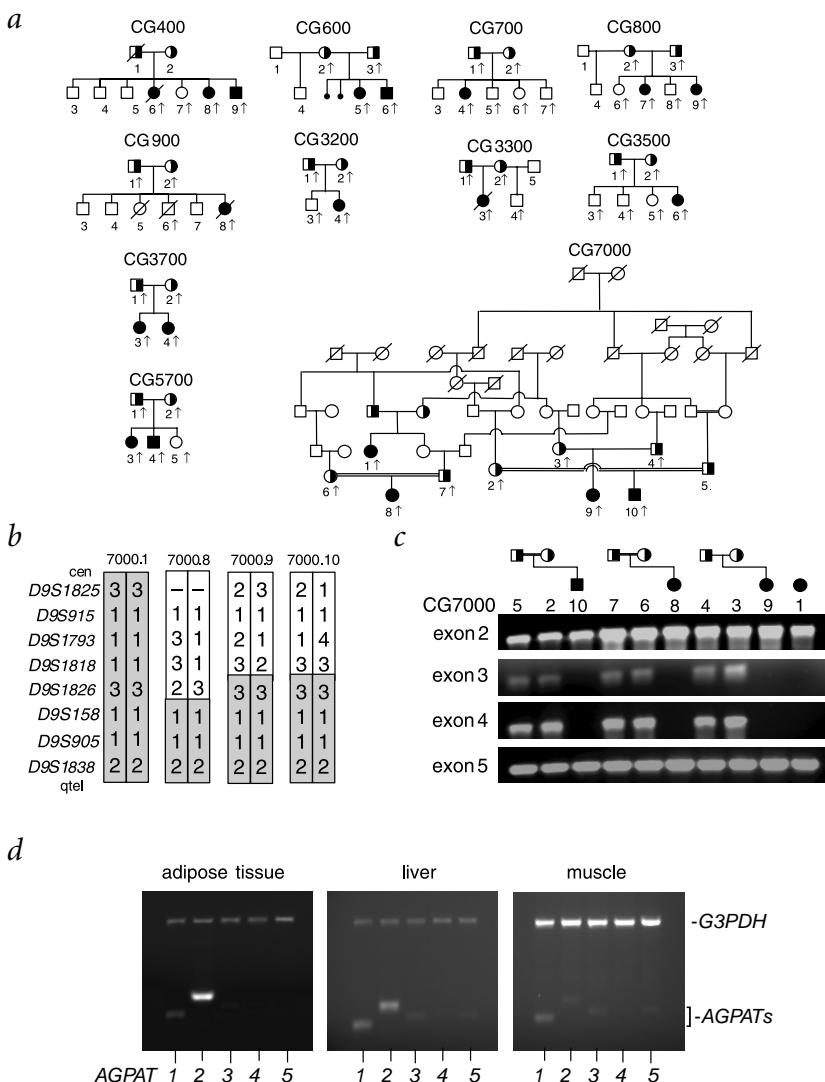 a
CG400 CG600 CG700 CG800
1 2 1 2↑ 3↑ 1↑ 2↑ 1 2↑ 3↑
3 4 5 6↑ 7↑ 8↑ 9↑ 4 5↑ 6↑ 3 4↑ 5↑ 6↑ 7↑ 4 6↑ 7↑ 8↑ 9↑
CG900 CG3200 CG3300 CG3500
1↑ 2↑ 1↑ 2↑ 1↑ 2↑ 5 1↑ 2↑
3 4 5 6↑ 7 8↑ 3↑ 4↑ 3↑ 4↑ 3↑ 4↑ 5↑ 6↑
CG3700 CG7000
1↑ 2↑
3↑ 4↑
CG5700
1↑ 2↑
3↑ 4↑ 5↑
1↑ 3↑ 4↑
6↑ 7↑ 2↑ 5.
8↑ 9↑ 10↑
b
7000.1 7000.8 7000.9 7000.10
cen
D9S1825 3 3 – – 2 3 2 1
D9S915 1 1 1 1 1 1 1 1
D9S1793 1 1 3 1 2 1 1 4
D9S1818 1 1 3 1 3 2 3 3
D9S1826 3 3 2 3 3 3 3 3
D9S158 1 1 1 1 1 1 1 1
D9S905 1 1 1 1 1 1 1 1
D9S1838 2 2 2 2 2 2 2 2
qtel
c
CG7000 5 2 10 7 6 8 4 3 9 1
exon 2
exon 3
exon 4
exon 5
d
adipose tissue liver muscle
-G3PDH
-AGPATs
AGPAT 1 2 3 4 5 1 2 3 4 5 1 2 3 4 5